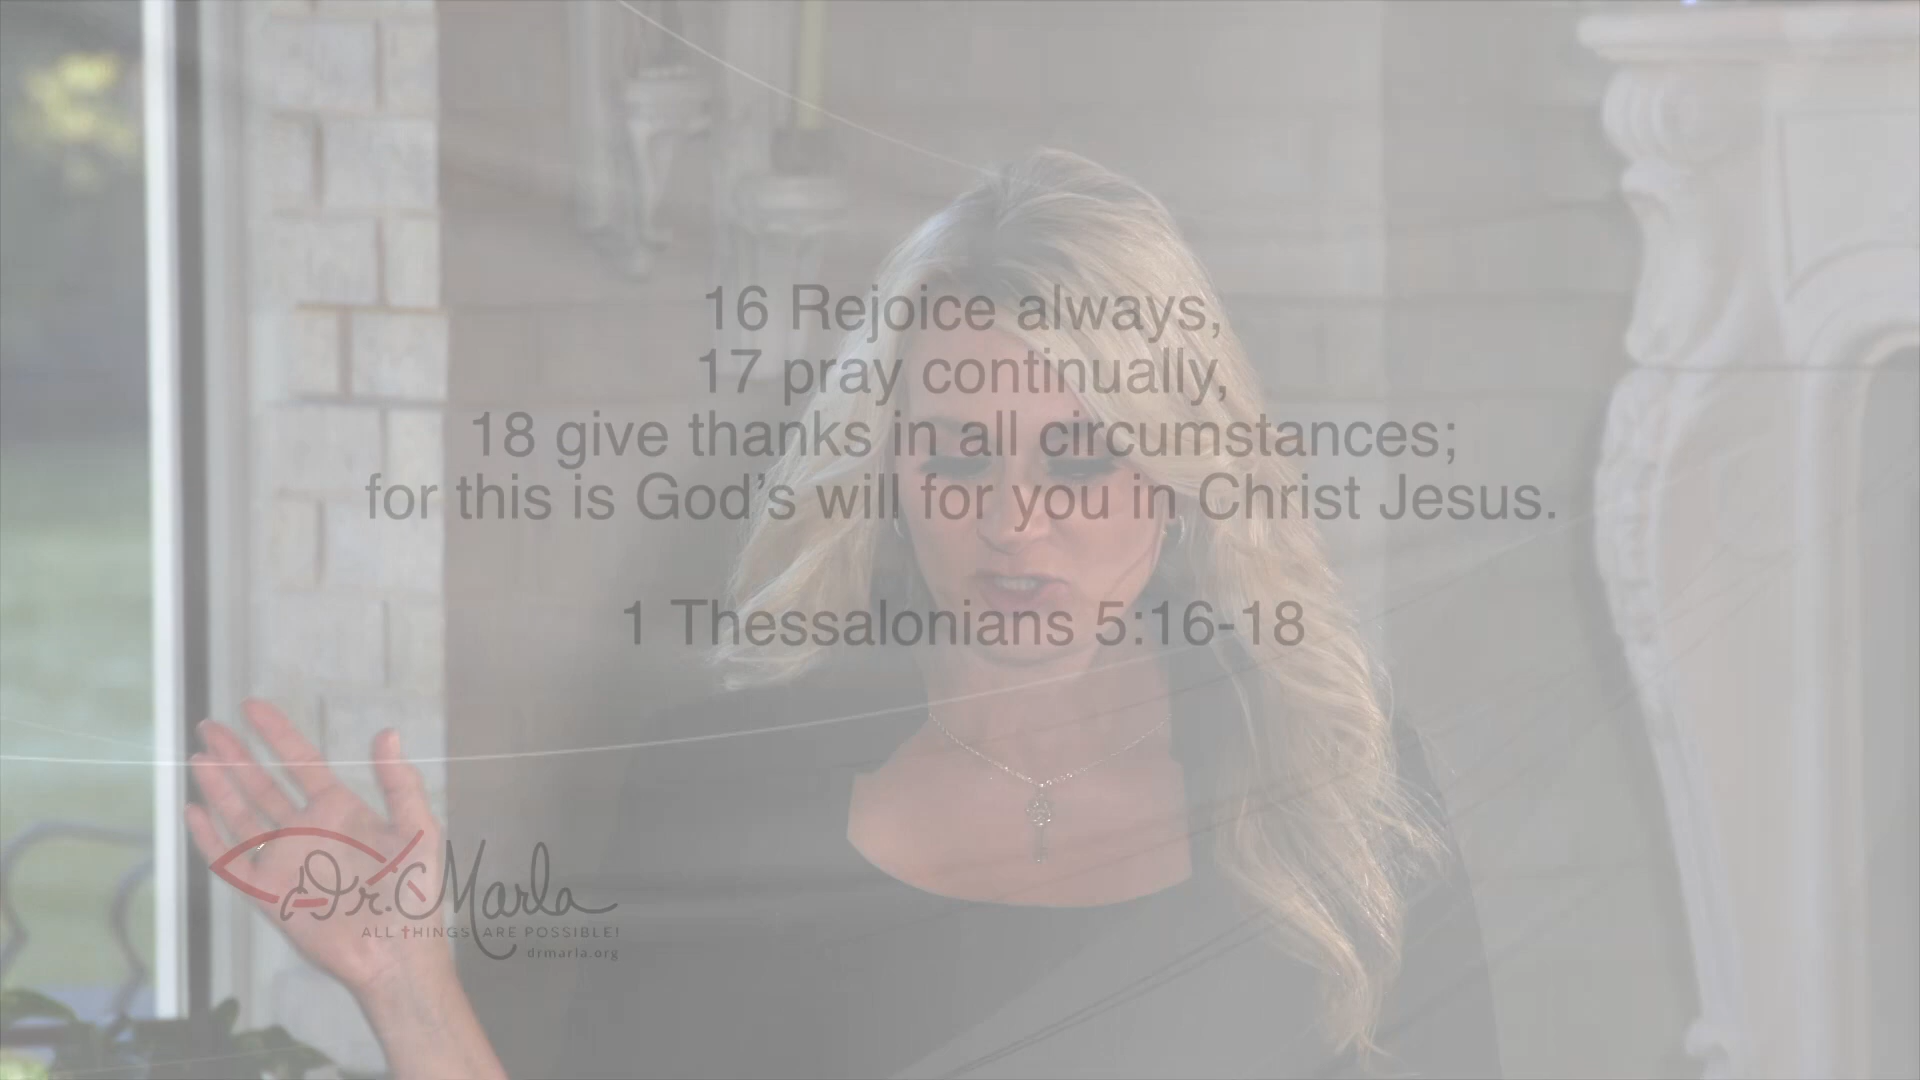 16 Rejoice always,
17 pray continually,
18 give thanks in all circumstances;
for this is God’s will for you in Christ Jesus.
1 Thessalonians 5:16-18
Dr. Marla
ALL THINGS ARE POSSIBLE!
drmarla.org